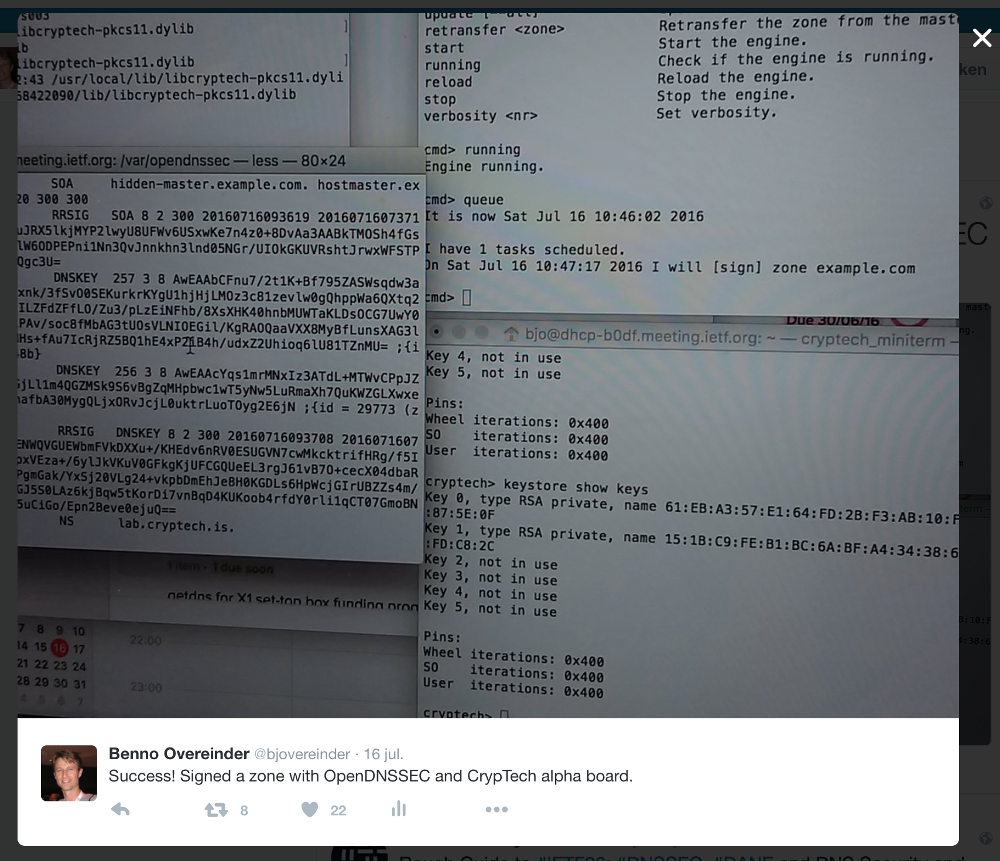 s003
libcryptech-pkcs11.dylib ]
ib
libcryptech-pkcs11.dylib ]
2:43 /usr/local/lib/libcryptech-pkcs11.dyli
68422090/lib/libcryptech-pkcs11.dylib
update [--all]
retransfer <zone> Retransfer the zone from the mast
start Start the engine.
running Check if the engine is running.
reload Reload the engine.
stop Stop the engine.
verbosity <nr> Set verbosity.
cmd> running
Engine running.
cmd> queue
It is now Sat Jul 16 10:46:02 2016
I have 1 tasks scheduled.
On Sat Jul 16 10:47:17 2016 I will [sign] zone example.com
cmd>
neeting.ietf.org: /var/opendnssec — less — 80×24
SOA hidden-master.example.com. hostmaster.ex
20 300 300
RRSIG SOA 8 2 300 20160716093619 2016071607371
uJRX5lkjMYP2lwyU8UFWv6USxwKe7n4z0+8DvAa3AABkTMOSh4fGs
lW6ODPEPni1Nn3QvJnnkhn3lnd05NGr/UIOkGKUVRshtJrwxWFSTP
Qgc3U=
DNSKEY 257 3 8 AwEAAbCFnu7/2t1K+Bf795ZASWsqdw3a
xnk/3fSvO0SEKurkrKYgU1hjHjLMOz3c81zevlw0gQhppWa6QXtq2
ILZFdZFfLO/Zu3/pLzEiNFhb/8XsXHK40hnbMUWTaKLDsOCG7UwY0
PAv/soc8fMbAG3tUOsVLNIOEGil/KgRAOQaaVXX8MyBfLunsXAG3l
Hs+fAu7IcRjRZ5BQ1hE4xP2iB4h/udxZ2Uhioq6lU81TZnMU= ;{i
8b}
DNSKEY 256 3 8 AwEAAcYqs1mrMNxIz3ATdL+MTWvCPpJZ
jLl1m4QGZMSk9S6vBgZqMHpbwc1wT5yNw5LuRmaXh7QuKWZGLXwxe
afbA30MygQLjxORvJcjL0uktrLuoTOyg2E6jN ;{id = 29773 (z
RRSIG DNSKEY 8 2 300 20160716093708 2016071607
ENWQVGUEWbmFVkDXXu+/KHEdv6nRV0ESUGVN7cwMkcktrifHRg/f5I
pxVEza+/6ylJkVKuV0GFkgKjUFCGQUeEL3rgJ61vB7O+cecX04dbaR
PgmGak/YxSj20VLg24+vkpbDmEhJe8H0KGDLs6HpWcjGIrUBZZs4m/
GJ5S0LAz6kjBqw5tKorDi7vnBqD4KUKoob4rfdY0rli1qCT07GmoBN
5uCiGo/Epn2Beve0ejuQ==
NS lab.cryptech.is.
Due 30/06/16
bjo@dhcp-b0df.meeting.ietf.org: ~ — cryptech_miniterm —
Key 4, not in use
Key 5, not in use
Pins:
Wheel iterations: 0x400
SO iterations: 0x400
User iterations: 0x400
cryptech> keystore show keys
Key 0, type RSA private, name 61:EB:A3:57:E1:64:FD:2B:F3:AB:10:F
:87:5E:0F
Key 1, type RSA private, name 15:1B:C9:FE:B1:BC:6A:BF:A4:34:38:6
:FD:C8:2C
Key 2, not in use
Key 3, not in use
Key 4, not in use
Key 5, not in use
Pins:
Wheel iterations: 0x400
SO iterations: 0x400
User iterations: 0x400
cryptech>
1 item • 1 due soon
getdns for X1 set-top box funding prog
7 8 9 10
14 15 16 17
21 22 23 24
28 29 30 31
4 5 6 7
22:00
23:00
Benno Overeinder @bjovereinder · 16 jul.
Success! Signed a zone with OpenDNSSEC and CrypTech alpha board.
8 22
ken
EC